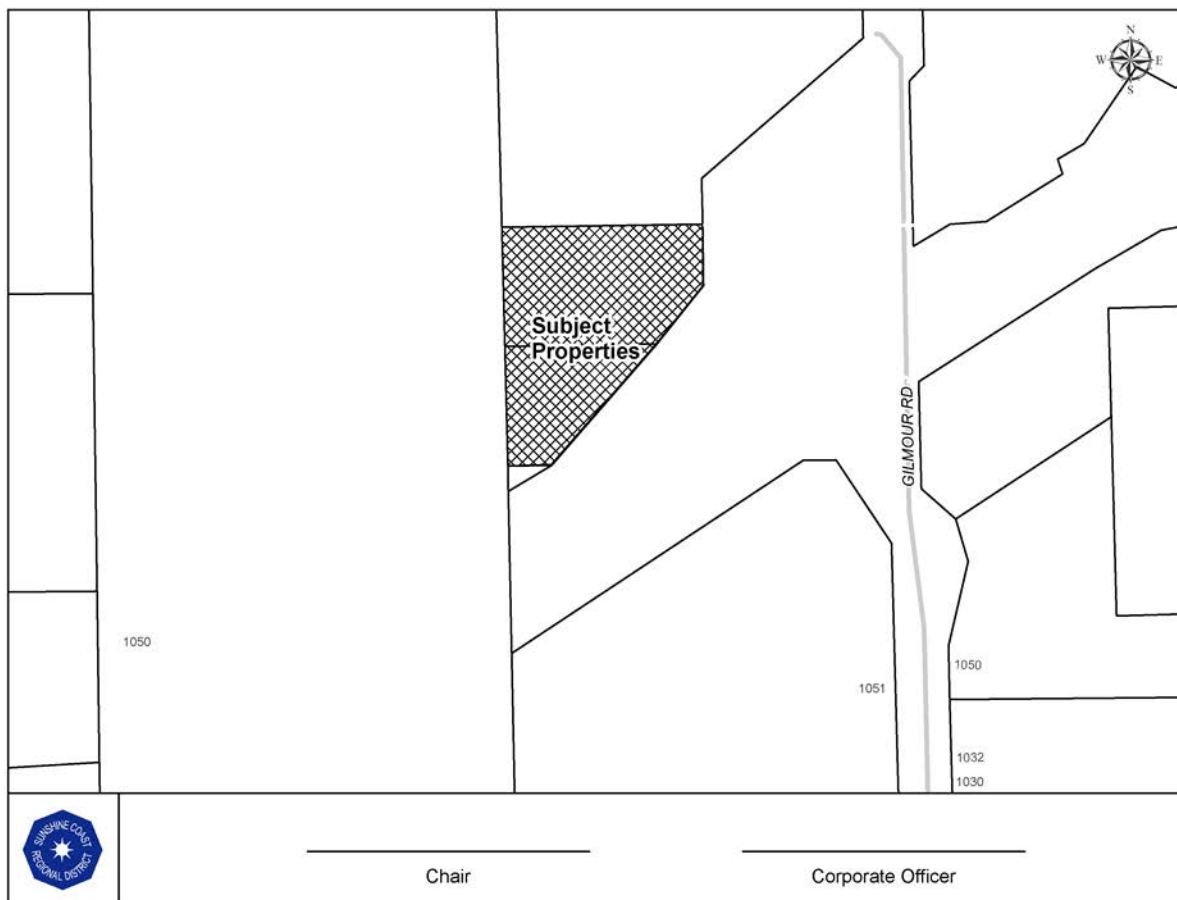 N
W E
S
Subject
Properties
GILMOUR RD
1050
1050
1051
1032
1030
SUNSHINE COAST
REGIONAL DISTRICT
Chair
Corporate Officer